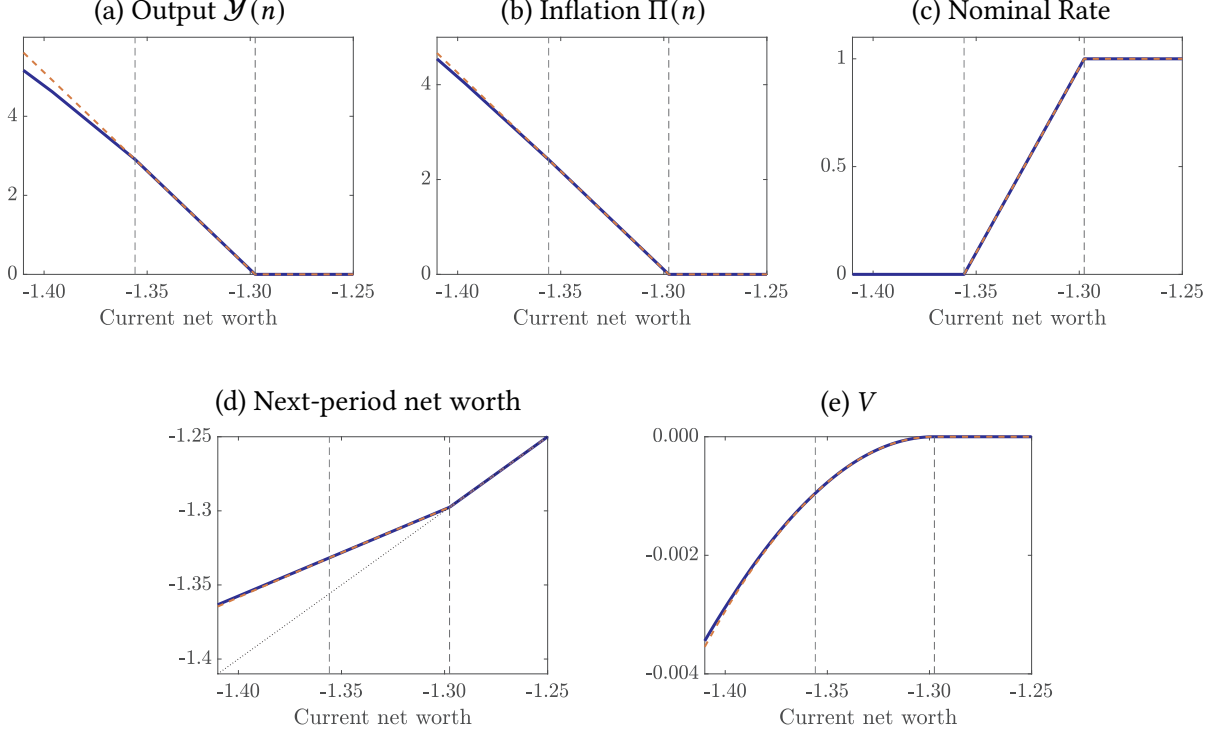 (a) Output 𝒴(n)
(b) Inflation Π(n)
(c) Nominal Rate
4
2
0
-1.40 -1.35 -1.30 -1.25
Current net worth
4
2
0
-1.40 -1.35 -1.30 -1.25
Current net worth
1
0.5
0
-1.40 -1.35 -1.30 -1.25
Current net worth
(d) Next-period net worth
(e) V
-1.25
-1.3
-1.35
-1.4
-1.40 -1.35 -1.30 -1.25
Current net worth
0.000
-0.002
-0.004
-1.40 -1.35 -1.30 -1.25
Current net worth